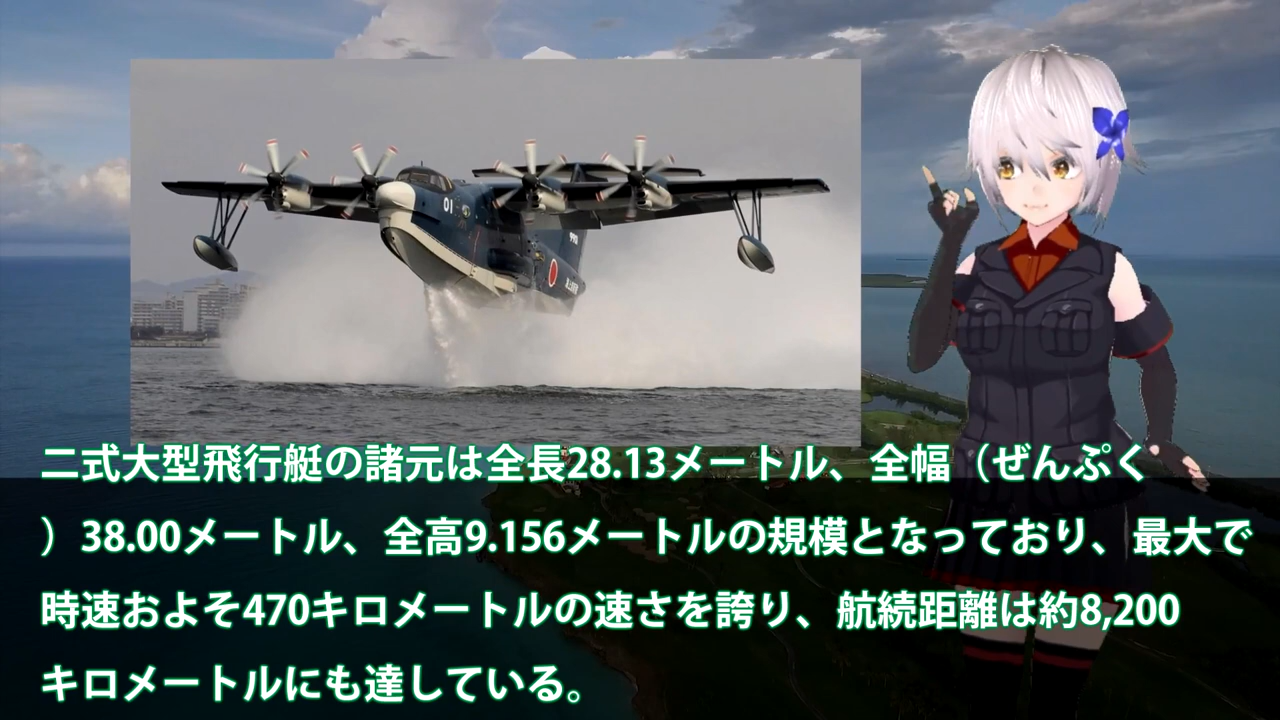 01
二式大型飛行艇の諸元は全長28.13メートル、全幅（ぜんぷく
）38.00メートル、全高9.156メートルの規模となっており、最大で
時速およそ470キロメートルの速さを誇り、航続距離は約8,200
キロメートルにも達している。